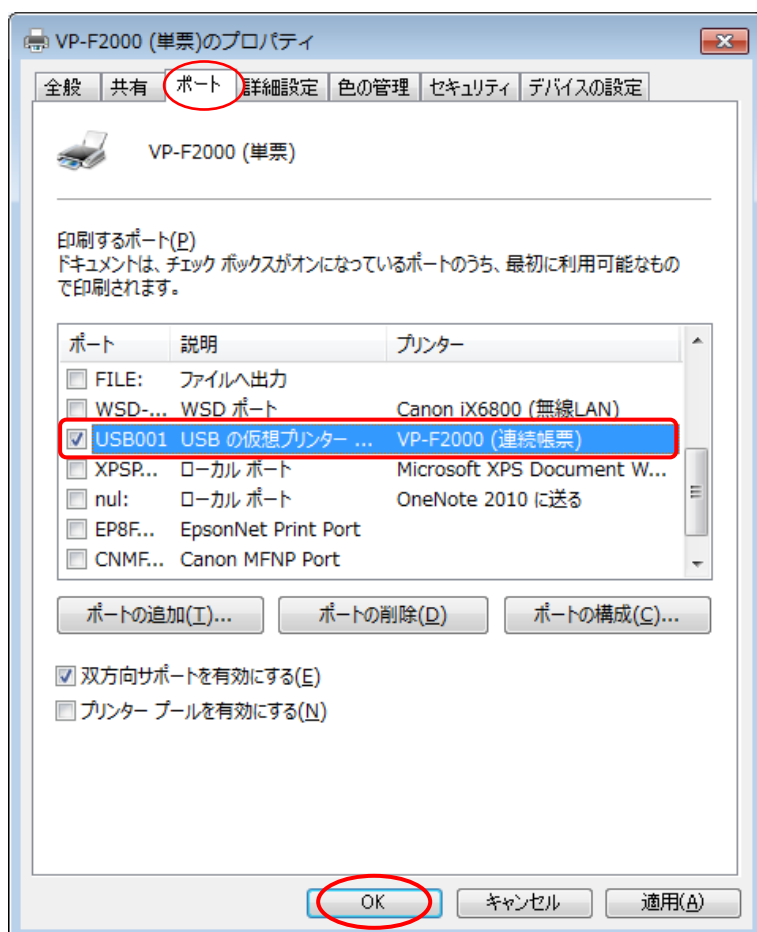 VP-F2000 (単票)のプロパティ
全般 共有 ポート 詳細設定 色の管理 セキュリティ デバイスの設定
VP-F2000 (単票)
印刷するポート(P)
ドキュメントは、チェック ボックスがオンになっているポートのうち、最初に利用可能なもの
で印刷されます。
ポート 説明 プリンター
FILE: ファイルへ出力
WSD-... WSD ポート Canon iX6800 (無線LAN)
USB001 USB の仮想プリンター ... VP-F2000 (連続帳票)
XPSP... ローカル ポート Microsoft XPS Document W...
nul: ローカル ポート OneNote 2010 に送る
EP8F... EpsonNet Print Port
CNMF... Canon MFNP Port
ポートの追加(T)... ポートの削除(D) ポートの構成(C)...
双方向サポートを有効にする(E)
プリンター プールを有効にする(N)
OK キャンセル 適用(A)